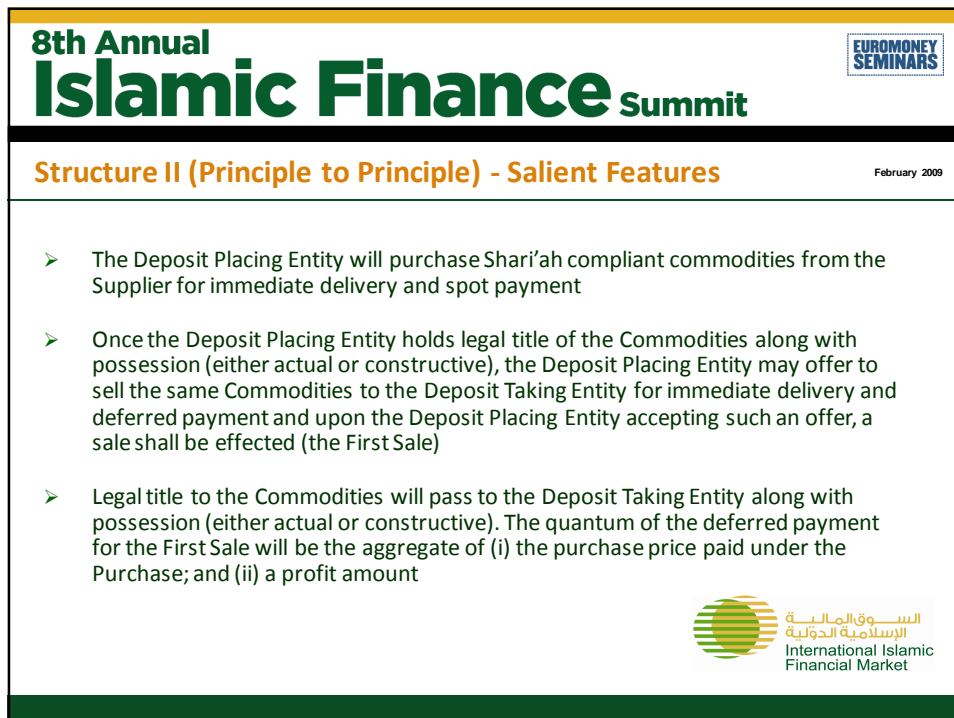 8th Annual
Islamic Finance Summit
EUROMONEY
SEMINARS
Structure II (Principle to Principle) - Salient Features
February 2009
➢ The Deposit Placing Entity will purchase Shari’ah compliant commodities from the
Supplier for immediate delivery and spot payment
➢ Once the Deposit Placing Entity holds legal title of the Commodities along with
possession (either actual or constructive), the Deposit Placing Entity may offer to
sell the same Commodities to the Deposit Taking Entity for immediate delivery and
deferred payment and upon the Deposit Placing Entity accepting such an offer, a
sale shall be effected (the First Sale)
➢ Legal title to the Commodities will pass to the Deposit Taking Entity along with
possession (either actual or constructive). The quantum of the deferred payment
for the First Sale will be the aggregate of (i) the purchase price paid under the
Purchase; and (ii) a profit amount
الســـوق الماليـــة
الإسلامية الدولية
International Islamic
Financial Market